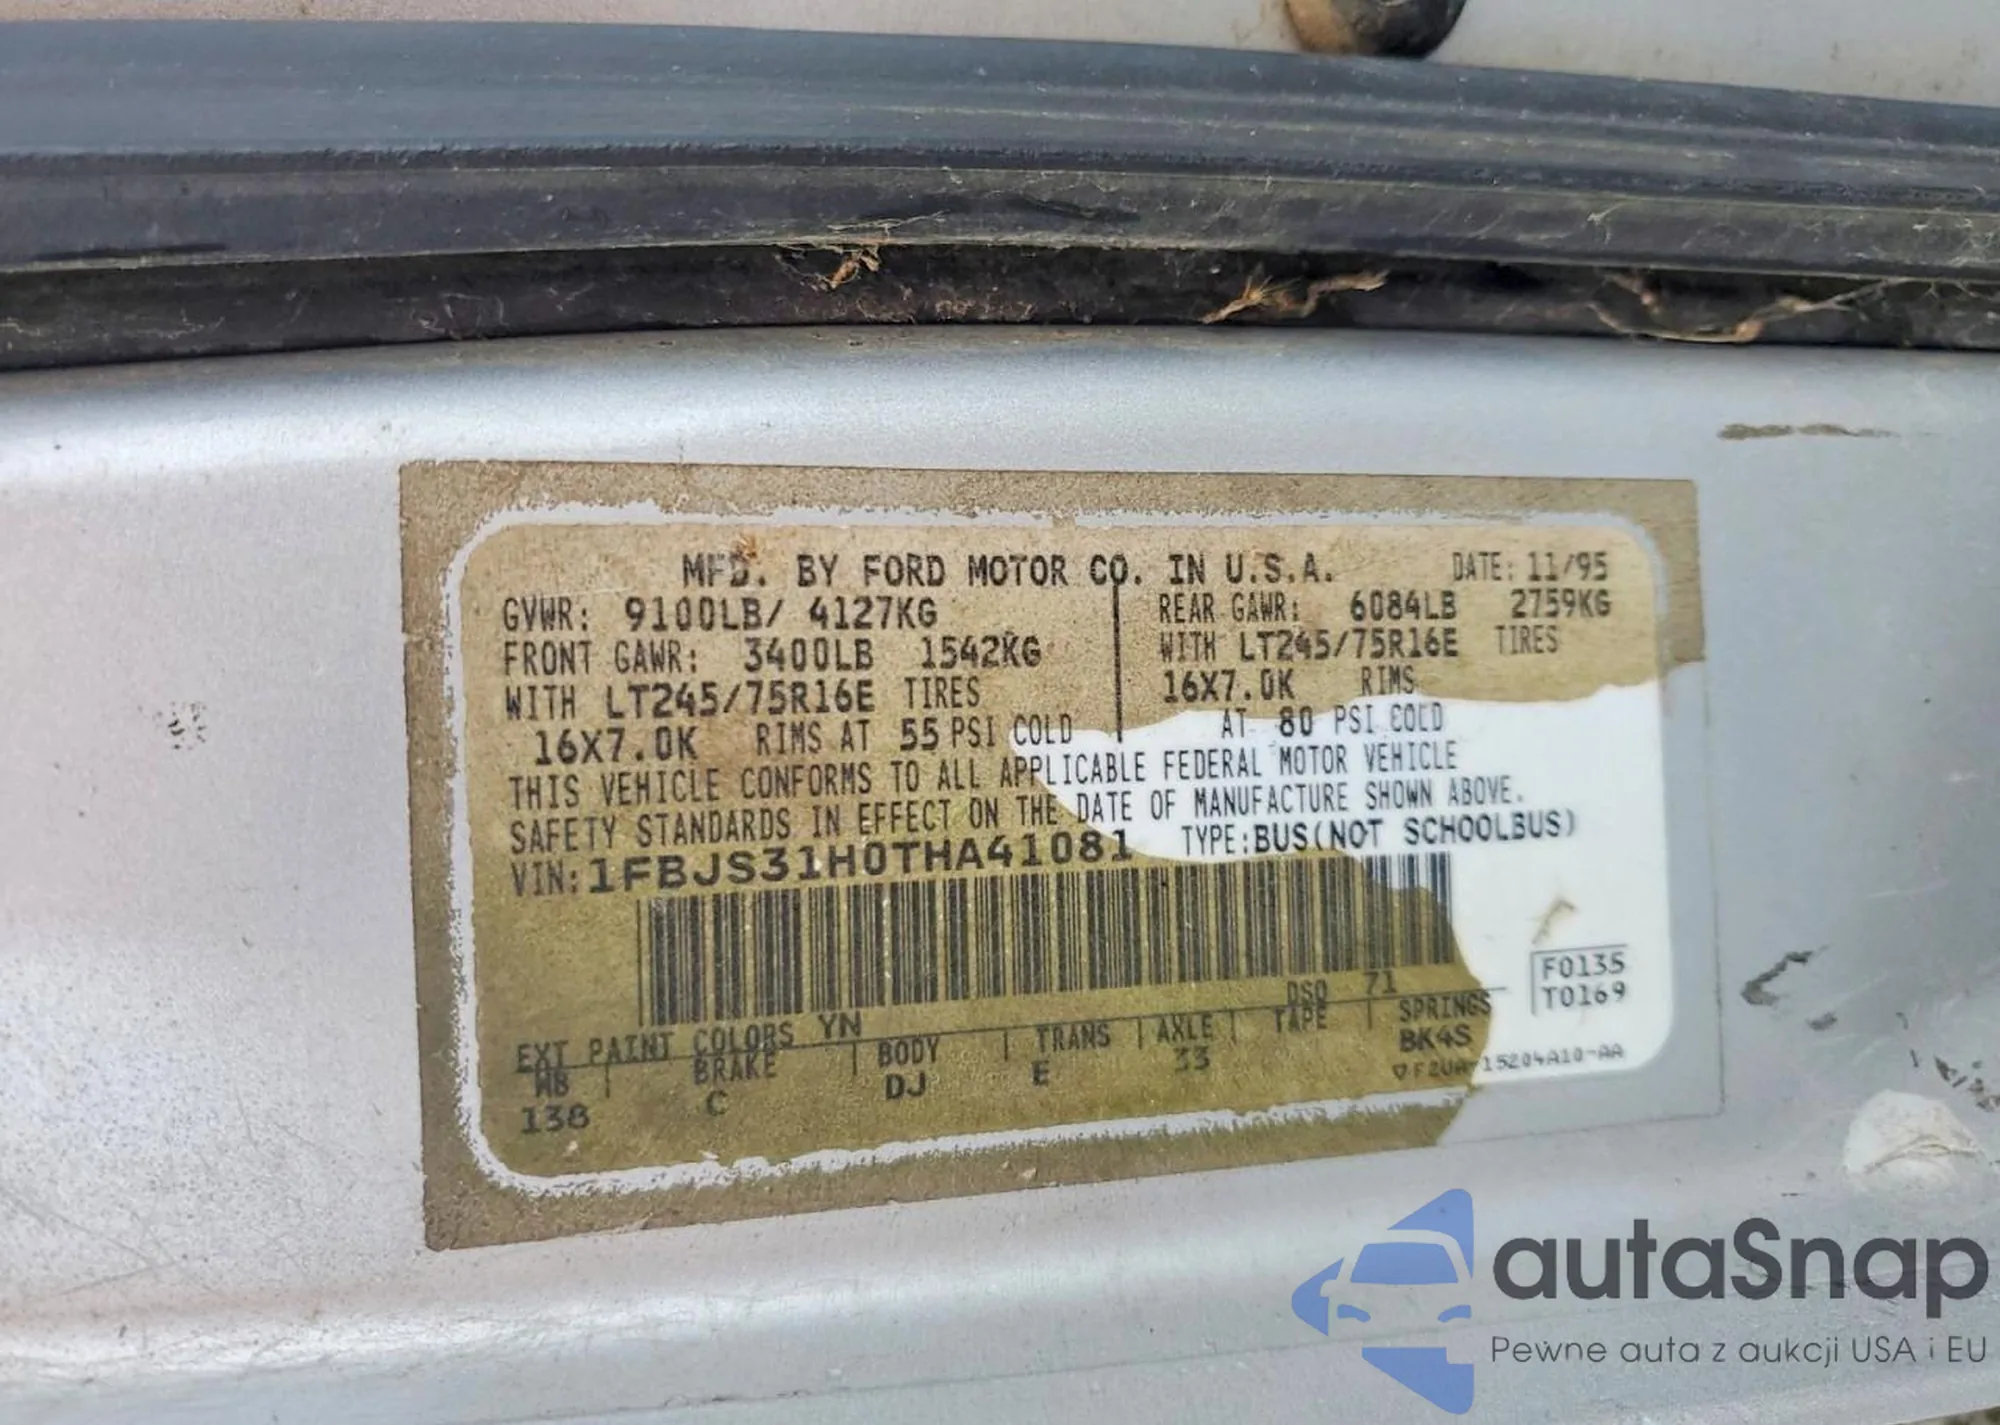 MFD. BY FORD MOTOR CO. IN U.S.A. DATE: 11/95
GVWR: 9100LB/ 4127KG REAR GAWR: 6084LB 2759KG
FRONT GAWR: 3400LB 1542KG WITH LT245/75R16E TIRES
WITH LT245/75R16E TIRES 16X7.0K RIMS
16X7.0K RIMS AT 55 PSI COLD AT 80 PSI COLD
THIS VEHICLE CONFORMS TO ALL APPLICABLE FEDERAL MOTOR VEHICLE
SAFETY STANDARDS IN EFFECT ON THE DATE OF MANUFACTURE SHOWN ABOVE.
VIN: 1FBJS31H0THA41081 TYPE: BUS(NOT SCHOOLBUS)
F0135
T0169
EXT PAINT COLORS YN DSO 71
WB BRAKE BODY TRANS AXLE TAPE SPRINGS
138 C DJ E 33 BK4S
F2UA-15204A10-AA
autaSnap
Pewne auta z aukcji USA i EU